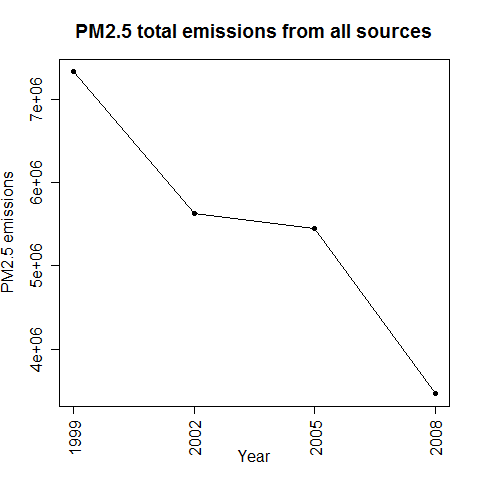 PM2.5 total emissions from all sources
PM2.5 emissions
7e+06
6e+06
5e+06
4e+06
1999
2002
2005
2008
Year